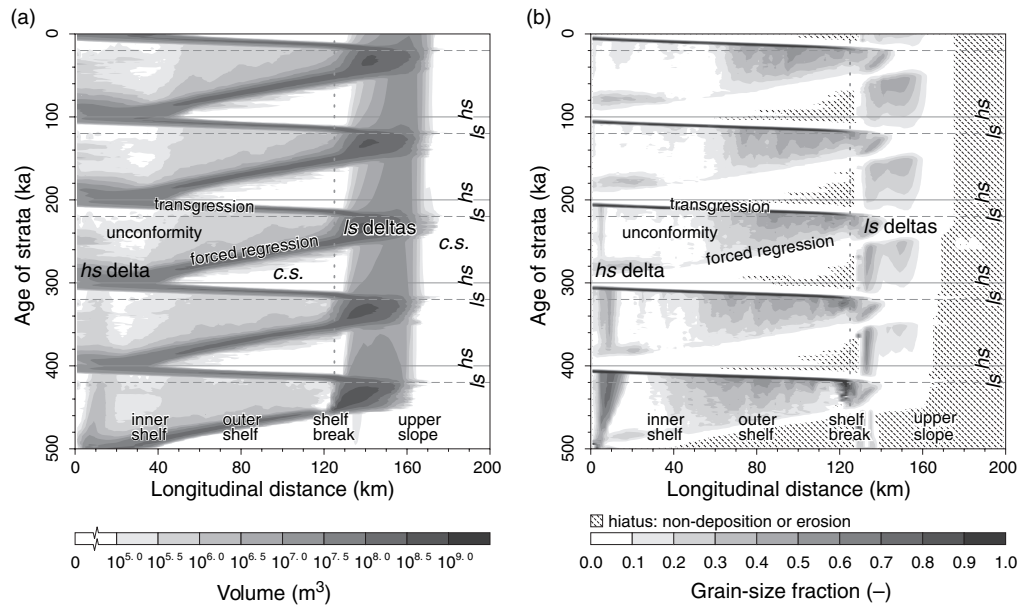 (a)
0
100
200
300
400
500
Age of strata (ka)
transgression
unconformity
forced regression
hs delta
c.s.
ls deltas
c.s.
hs
ls
hs
ls
hs
ls
hs
ls
hs
ls
inner shelf
outer shelf
shelf break
upper slope
0 40 80 120 160 200
Longitudinal distance (km)
0 10^5.0 10^5.5 10^6.0 10^6.5 10^7.0 10^7.5 10^8.0 10^8.5 10^9.0
Volume (m³)
(b)
0
100
200
300
400
500
Age of strata (ka)
transgression
unconformity
forced regression
hs delta
ls deltas
hs
ls
hs
ls
hs
ls
hs
ls
hs
ls
inner shelf
outer shelf
shelf break
upper slope
0 40 80 120 160 200
Longitudinal distance (km)
hiatus: non-deposition or erosion
0.0 0.1 0.2 0.3 0.4 0.5 0.6 0.7 0.8 0.9 1.0
Grain-size fraction (–)